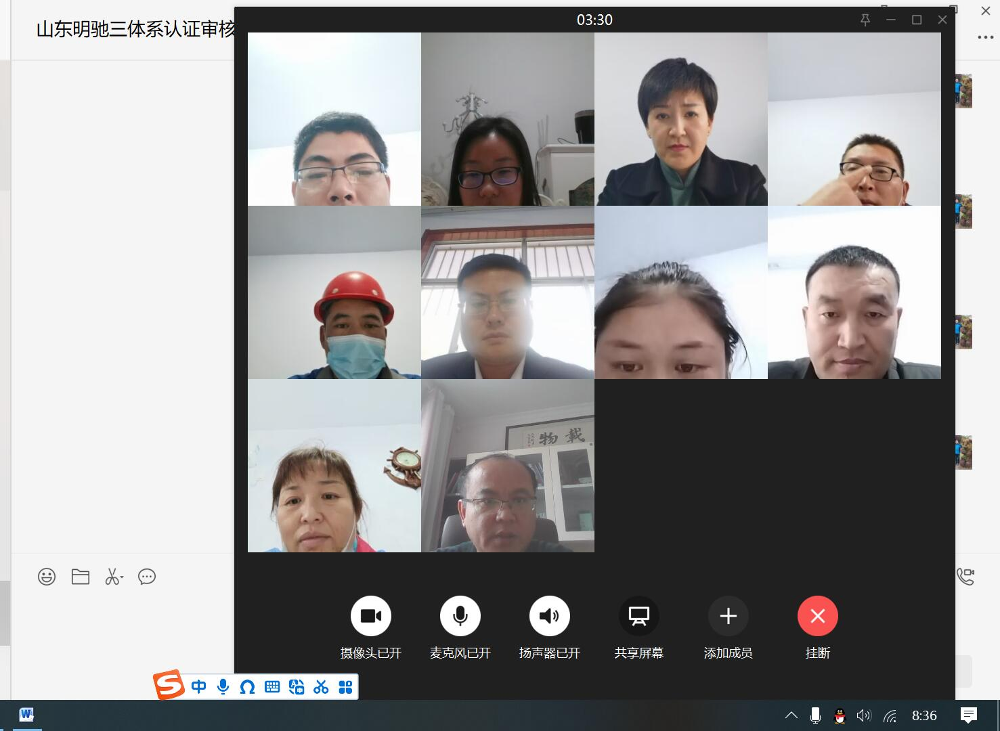 山东明驰三体系认证审核
03:30
物 載
摄像头已开
麦克风已开
扬声器已开
共享屏幕
添加成员
挂断
S 中
W
8:36